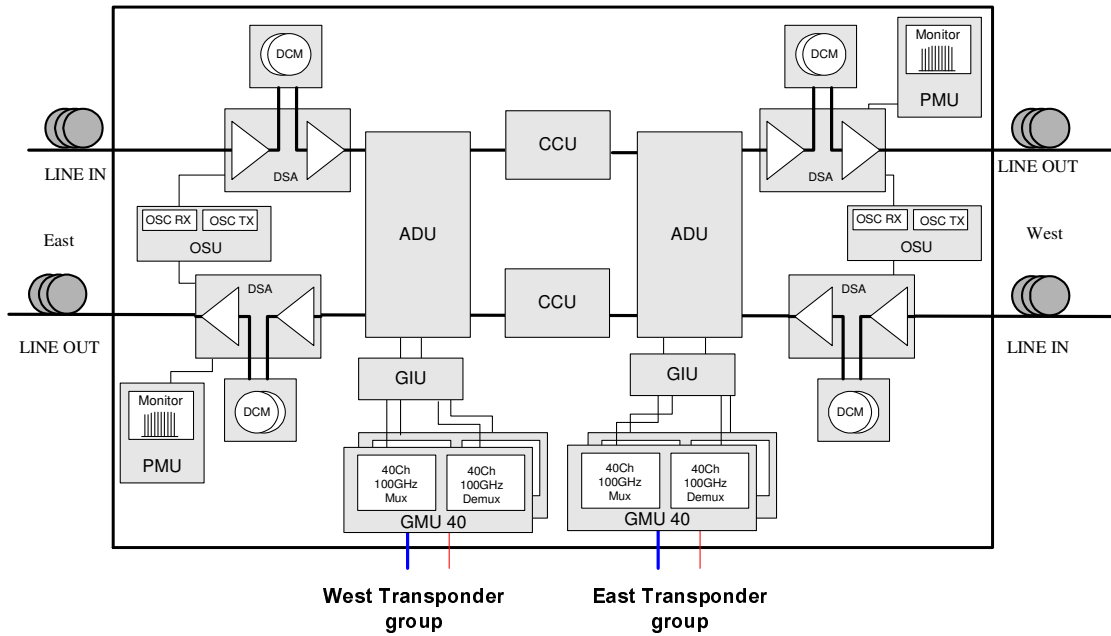 DCM
DCM
Monitor
PMU
LINE IN
DSA
CCU
DSA
LINE OUT
OSC RX
OSC TX
OSU
East
ADU
ADU
OSC RX
OSC TX
OSU
West
DSA
CCU
DSA
LINE OUT
LINE IN
GIU
GIU
Monitor
PMU
DCM
DCM
40Ch
100GHz
Mux
40Ch
100GHz
Demux
GMU 40
40Ch
100GHz
Mux
40Ch
100GHz
Demux
GMU 40
West Transponder
group
East Transponder
group